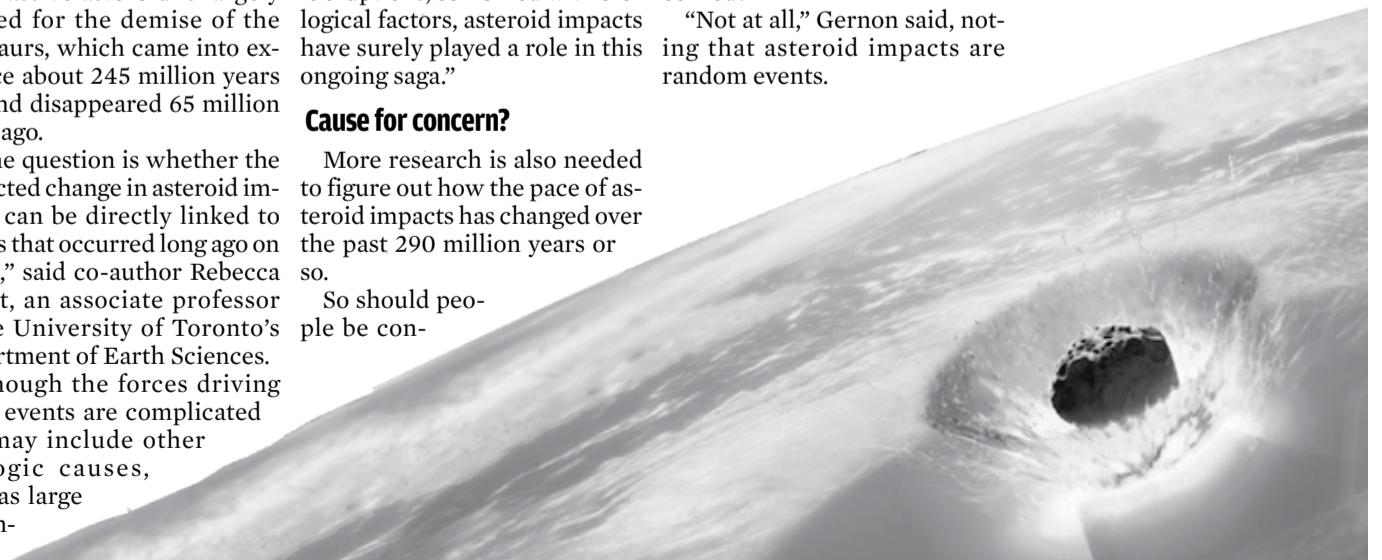 ed for the demise of the
aurs, which came into ex-
ce about 245 million years
nd disappeared 65 million
ago.
e question is whether the
cted change in asteroid im-
can be directly linked to
s that occurred long ago on
,” said co-author Rebecca
t, an associate professor
e University of Toronto’s
rtment of Earth Sciences.
hough the forces driving
events are complicated
may include other
ogic causes,
as large
n-
logical factors, asteroid impacts
have surely played a role in this
ongoing saga.”
Cause for concern?
More research is also needed
to figure out how the pace of as-
teroid impacts has changed over
the past 290 million years or
so.
So should peo-
ple be con-
“Not at all,” Gernon said, not-
ing that asteroid impacts are
random events.